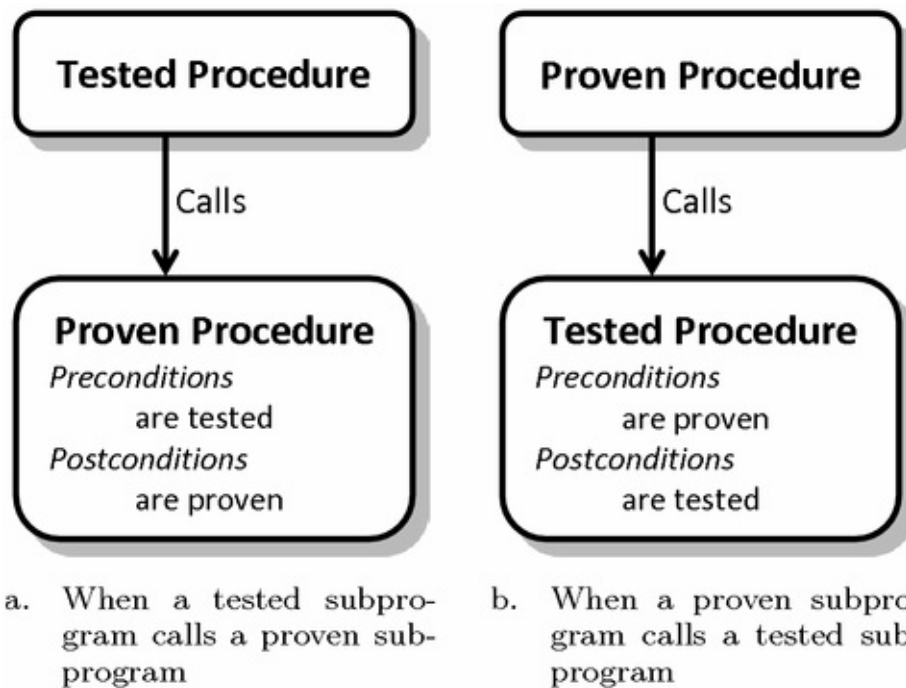 Tested Procedure
Calls
Proven Procedure
Preconditions
are tested
Postconditions
are proven
a. When a tested subpro-
gram calls a proven sub-
program
Proven Procedure
Calls
Tested Procedure
Preconditions
are proven
Postconditions
are tested
b. When a proven subpro
gram calls a tested sub
program